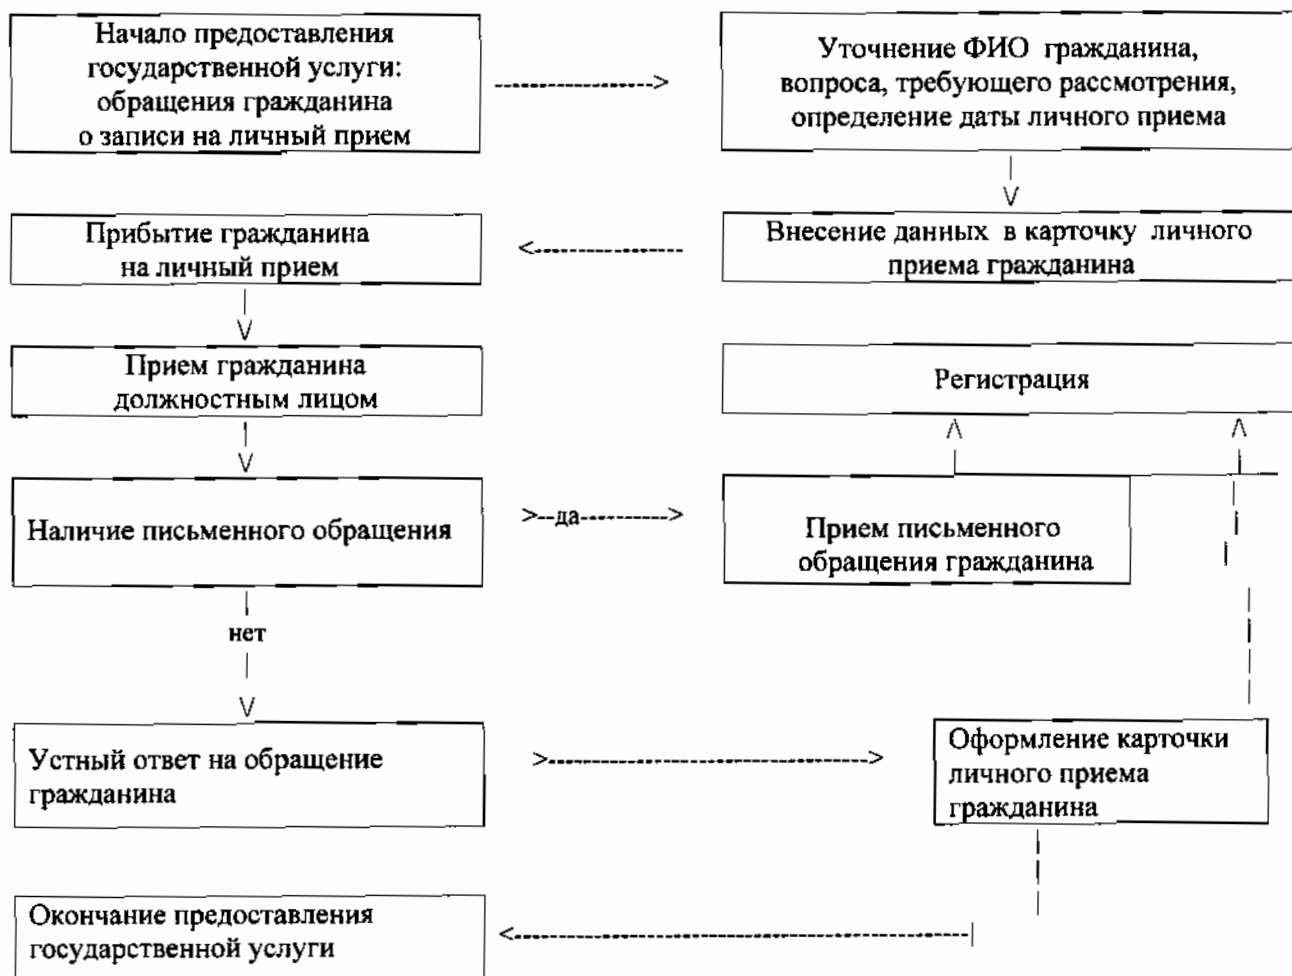 Начало предоставления
государственной услуги:
обращения гражданина
о записи на личный прием
Уточнение ФИО гражданина,
вопроса, требующего рассмотрения,
определение даты личного приема
Прибытие гражданина
на личный прием
Внесение данных в карточку личного
приема гражданина
Прием гражданина
должностным лицом
Регистрация
Наличие письменного обращения
да
Прием письменного
обращения гражданина
нет
Устный ответ на обращение
гражданина
Оформление карточки
личного приема
гражданина
Окончание предоставления
государственной услуги